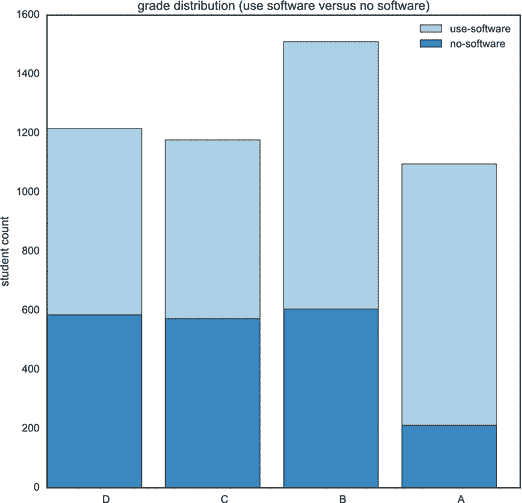 grade distribution (use software versus no software)
1600
1400
1200
1000
800
600
400
200
0
student count
use-software
no-software
D C B A